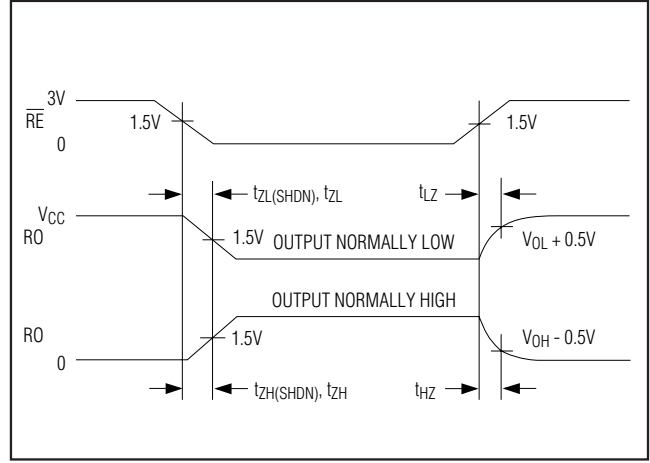 3V
R̅E̅
1.5V
1.5V
0
tZL(SHDN), tZL
tLZ
VCC
RO
1.5V
OUTPUT NORMALLY LOW
VOL + 0.5V
OUTPUT NORMALLY HIGH
RO
1.5V
VOH - 0.5V
0
tZH(SHDN), tZH
tHZ